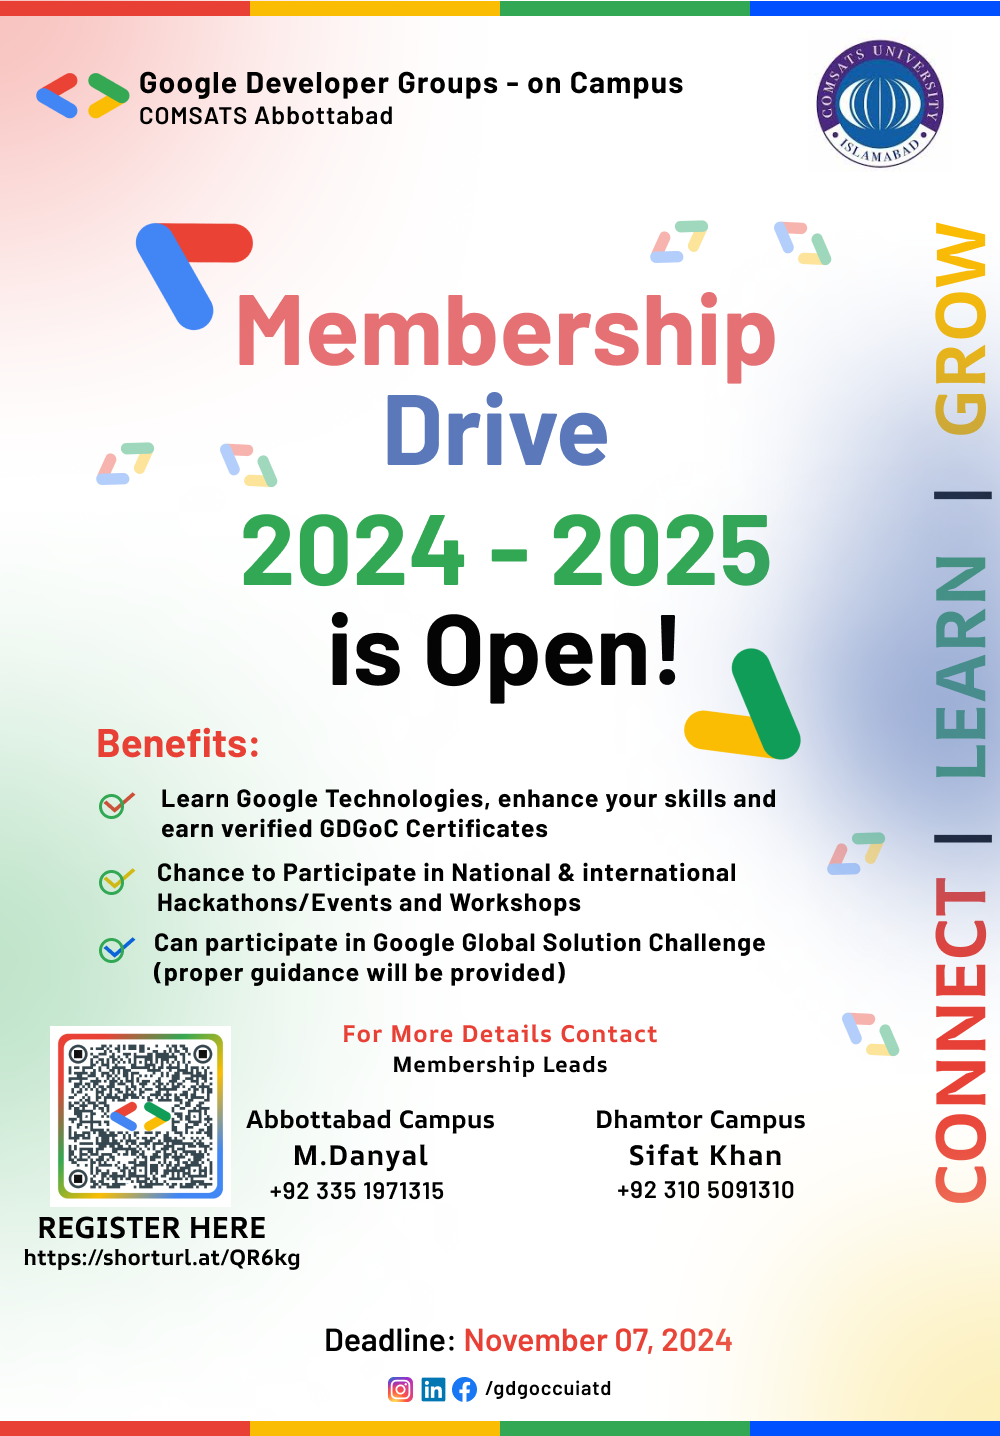 Google Developer Groups - on Campus
COMSATS Abbottabad
COMSATS UNIVERSITY
ISLAMABAD
Membership
Drive
2024 - 2025
is Open!
CONNECT | LEARN | GROW
Benefits:
Learn Google Technologies, enhance your skills and
earn verified GDGoC Certificates
Chance to Participate in National & international
Hackathons/Events and Workshops
Can participate in Google Global Solution Challenge
(proper guidance will be provided)
For More Details Contact
Membership Leads
Abbottabad Campus
M.Danyal
+92 335 1971315
Dhamtor Campus
Sifat Khan
+92 310 5091310
REGISTER HERE
https://shorturl.at/QR6kg
Deadline: November 07, 2024
/gdgoccuiatd